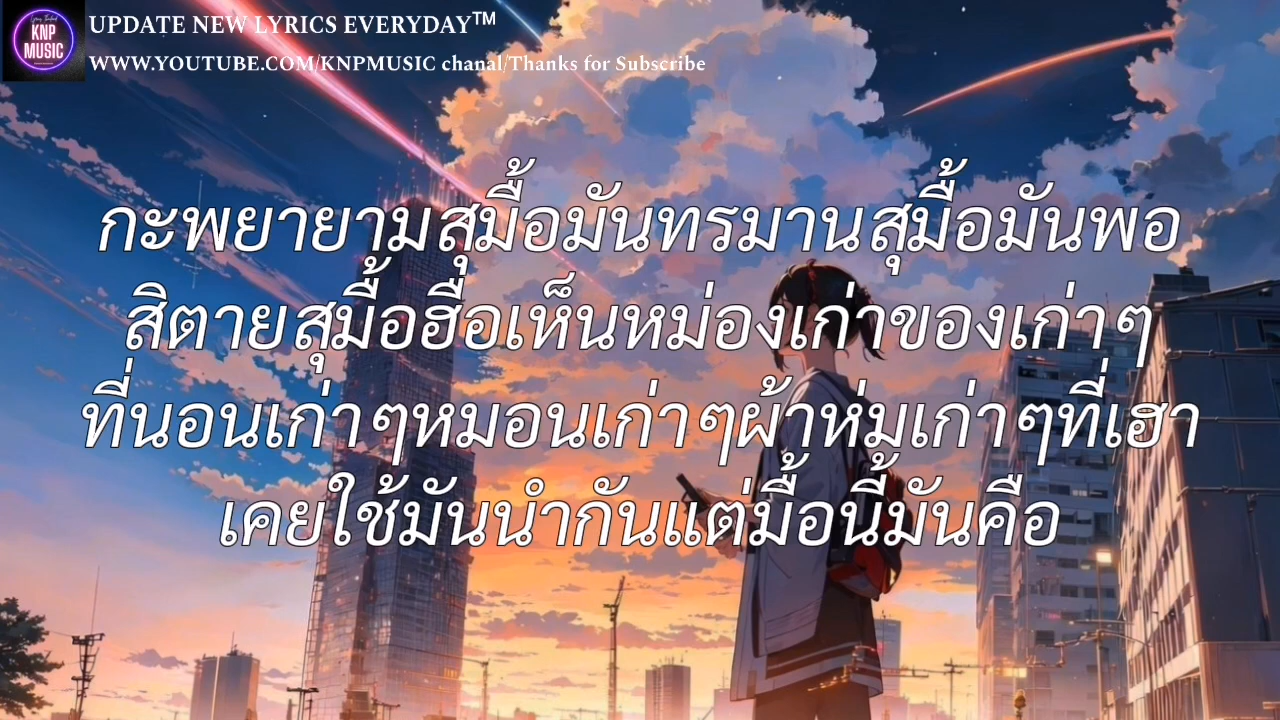 KNP
MUSIC
UPDATE NEW LYRICS EVERYDAY™
WWW.YOUTUBE.COM/KNPMUSIC chanal/Thanks for Subscribe
กะพยายามสุมื้อมันทรมานสุมื้อมันพอ
สิตายสุมื้อฮือเห็นหม่องเก่าของเก่าๆ
ที่นอนเก่าๆหมอนเก่าๆผ้าห่มเก่าๆที่เฮา
เคยใช้มันนำกันแต่มื้อนี้มันคือ